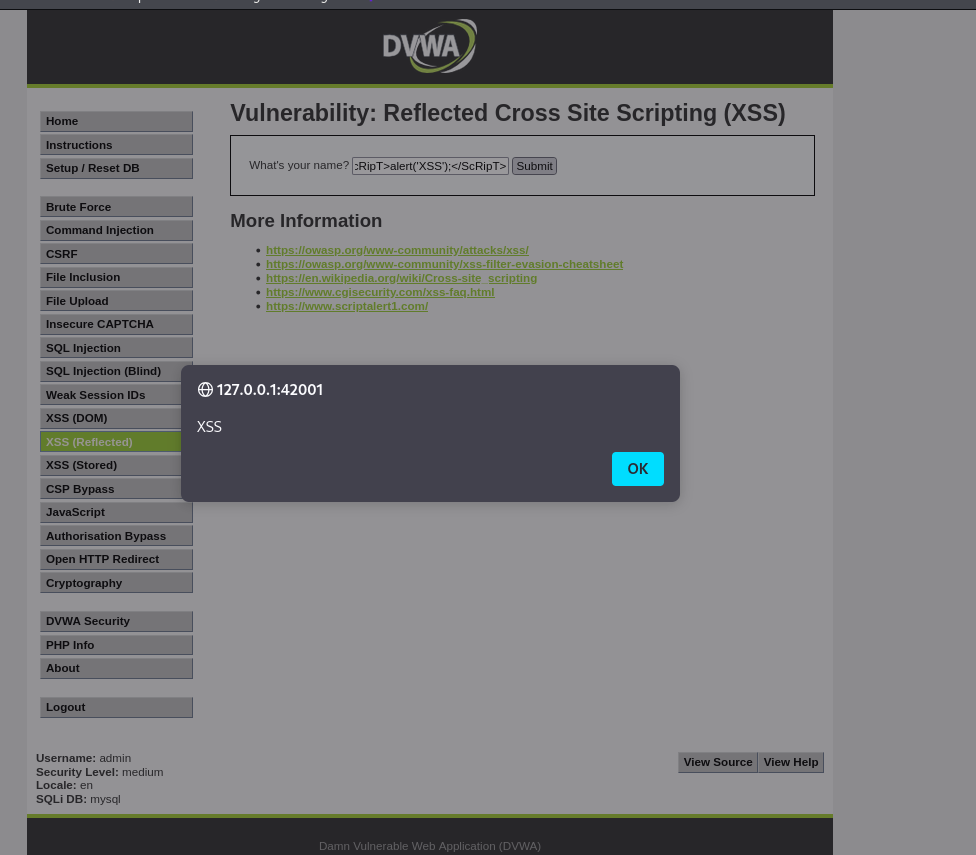 DVWA
Vulnerability: Reflected Cross Site Scripting (XSS)
Home
Instructions
Setup / Reset DB
Brute Force
Command Injection
CSRF
File Inclusion
File Upload
Insecure CAPTCHA
SQL Injection
SQL Injection (Blind)
Weak Session IDs
XSS (DOM)
XSS (Reflected)
XSS (Stored)
CSP Bypass
JavaScript
Authorisation Bypass
Open HTTP Redirect
Cryptography
DVWA Security
PHP Info
About
Logout
What's your name? cRipT>alert('XSS');</ScRipT> Submit
More Information
https://owasp.org/www-community/attacks/xss/
https://owasp.org/www-community/xss-filter-evasion-cheatsheet
https://en.wikipedia.org/wiki/Cross-site_scripting
https://www.cgisecurity.com/xss-faq.html
https://www.scriptalert1.com/
127.0.0.1:42001
XSS
OK
Username: admin
Security Level: medium
Locale: en
SQLi DB: mysql
View Source View Help
Damn Vulnerable Web Application (DVWA)